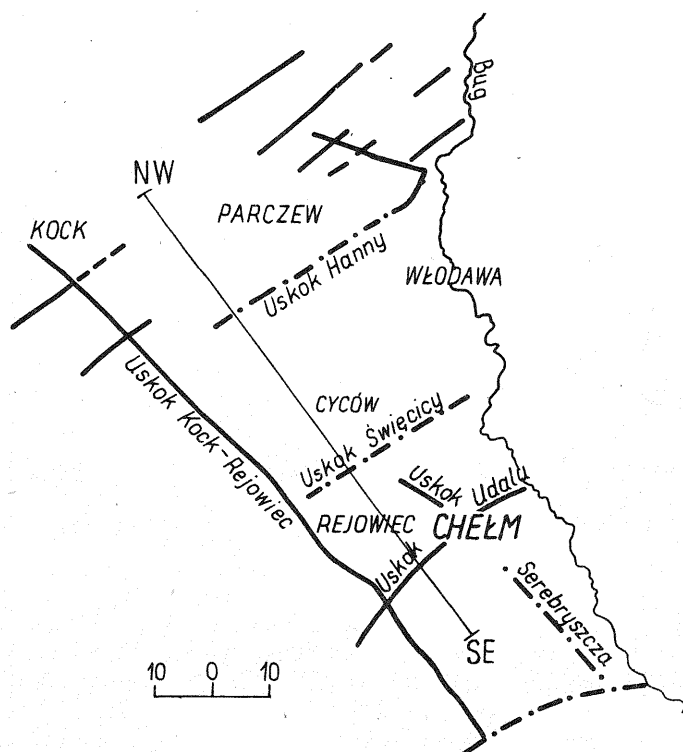 Bug
NW
PARCZEW
KOCK
Uskok Hanny
WŁODAWA
Uskok Kock-Rejowiec
CYCÓW
Uskok Święcicy
Uskok Udalu
REJOWIEC
CHEŁM
Uskok
Serebryszcza
SE
10 0 10